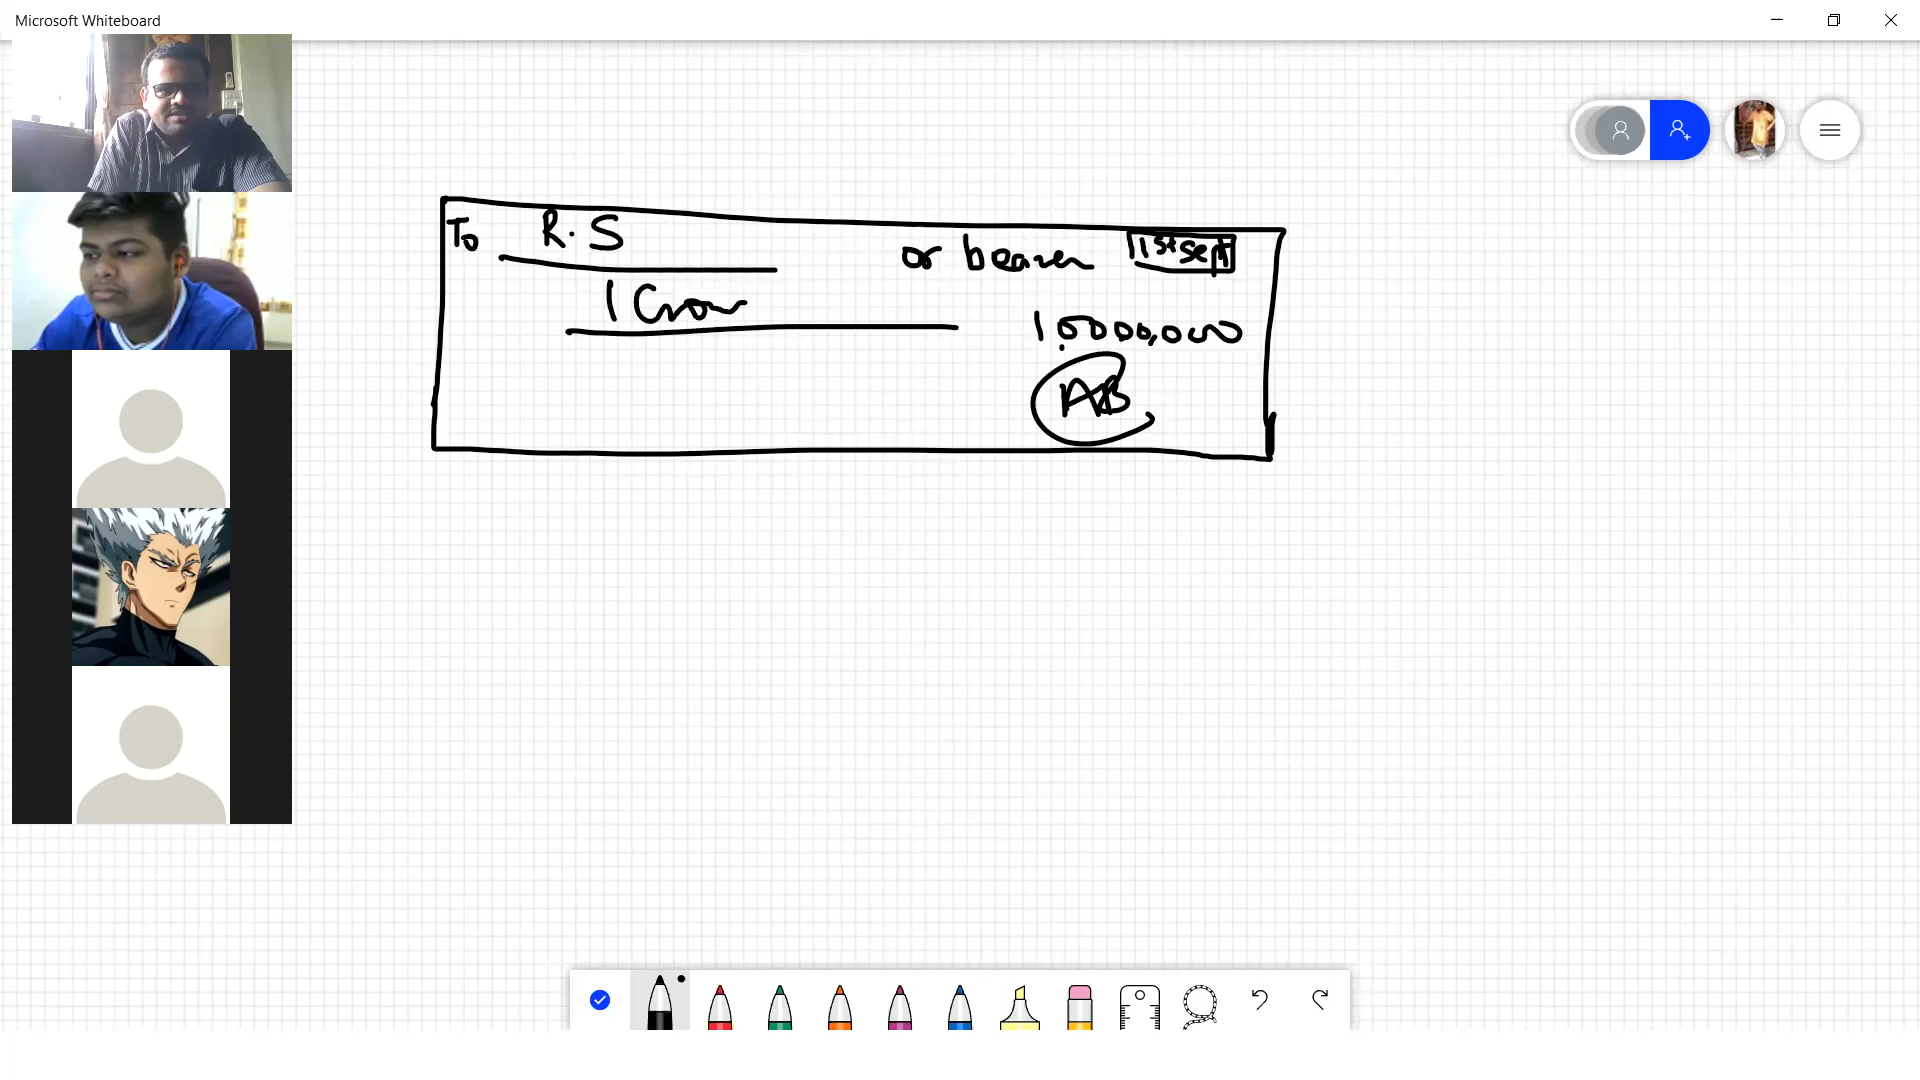 Microsoft Whiteboard
To R.S or bearer 1st Sept
1 Crore
1,0000,000
AB